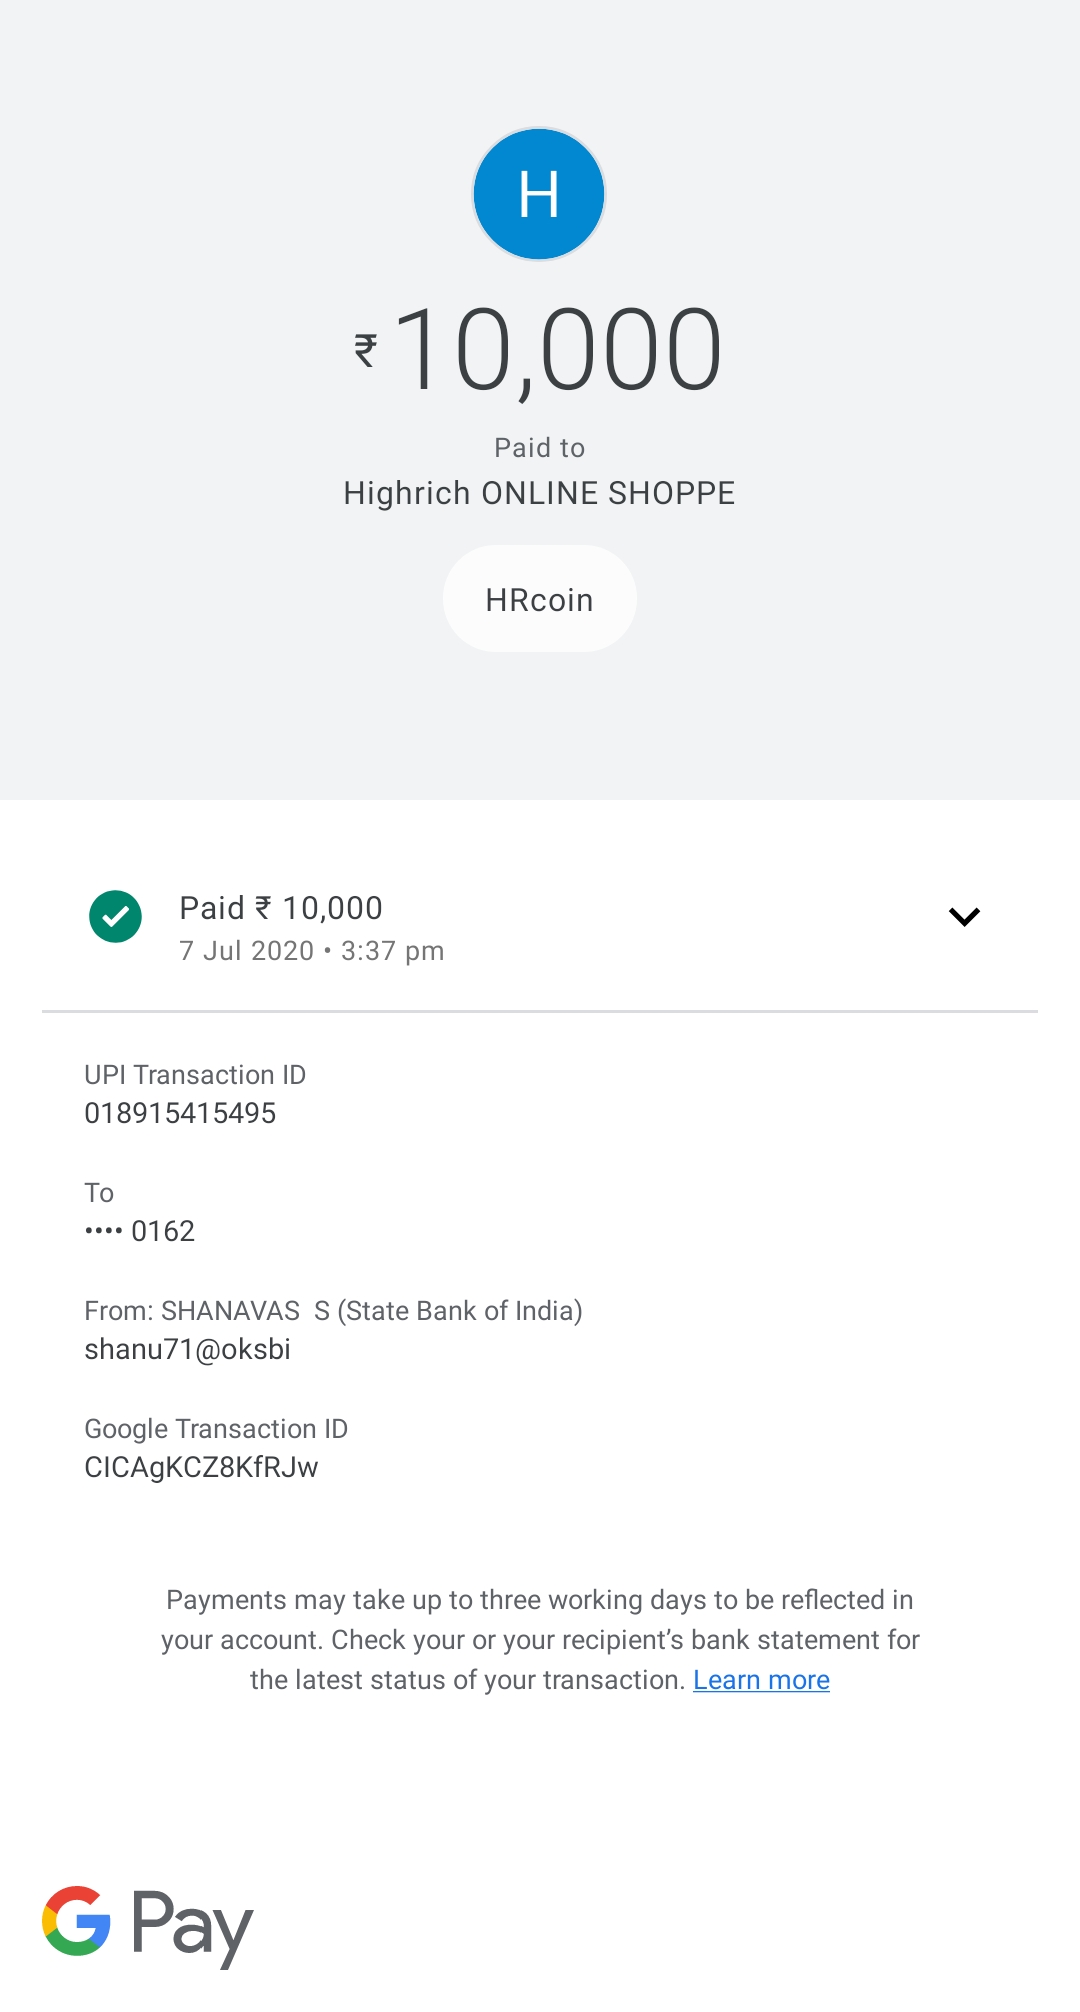 H
₹10,000
Paid to
Highrich ONLINE SHOPPE
HRcoin
Paid ₹ 10,000
7 Jul 2020 • 3:37 pm
UPI Transaction ID
018915415495
To
•••• 0162
From: SHANAVAS  S (State Bank of India)
shanu71@oksbi
Google Transaction ID
CICAgKCZ8KfRJw
Payments may take up to three working days to be reflected in
your account. Check your or your recipient’s bank statement for
the latest status of your transaction. Learn more
G Pay